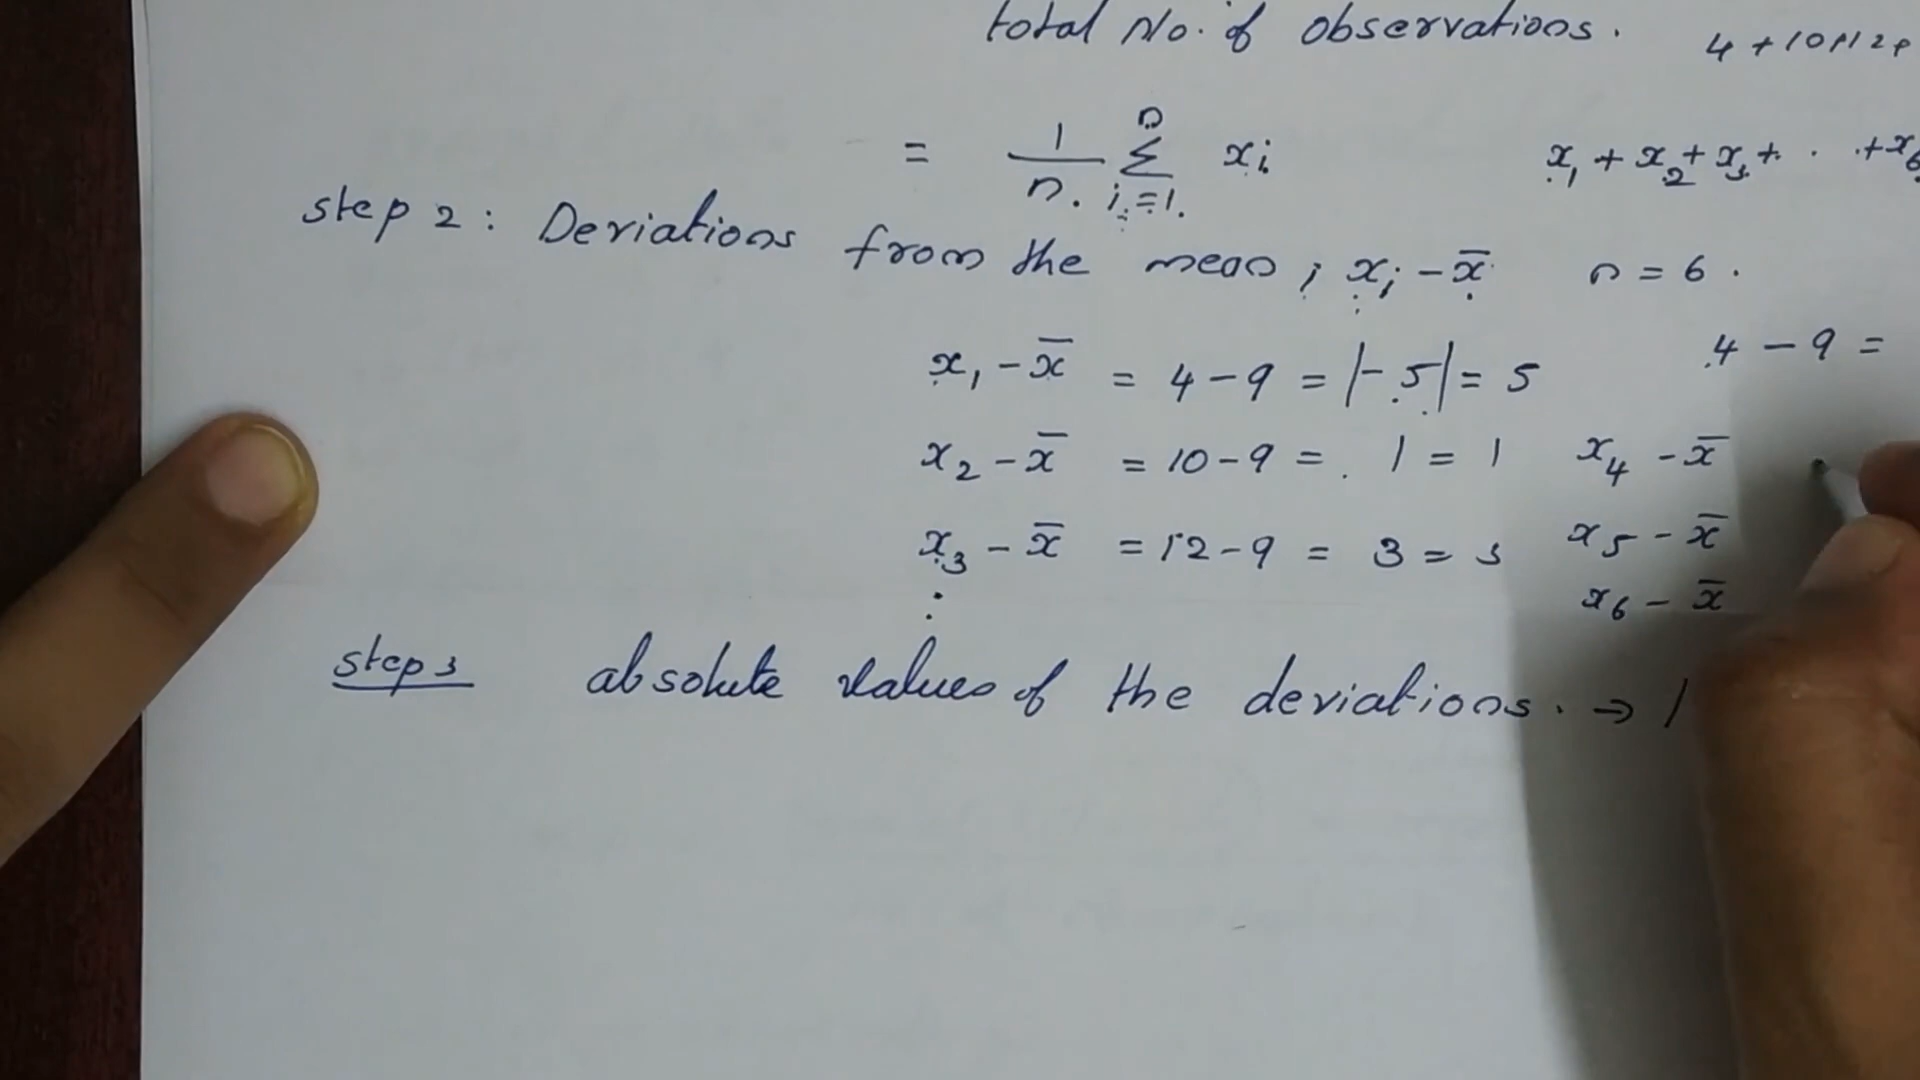 total No. of observations. 4 + 10 + 12 +
= 1/n. n Σ i=1. xi x1 + x2 + x3 + . . + x6
step 2: Deviations from the mean, xi - x̄ n = 6.
x1 - x̄ = 4 - 9 = |-5| = 5 4 - 9 =
x2 - x̄ = 10 - 9 = . 1 = 1 x4 - x̄
x3 - x̄ = 12 - 9 = 3 = 3 x5 - x̄
⋮ x6 - x̄
step 3 absolute values of the deviations. → |